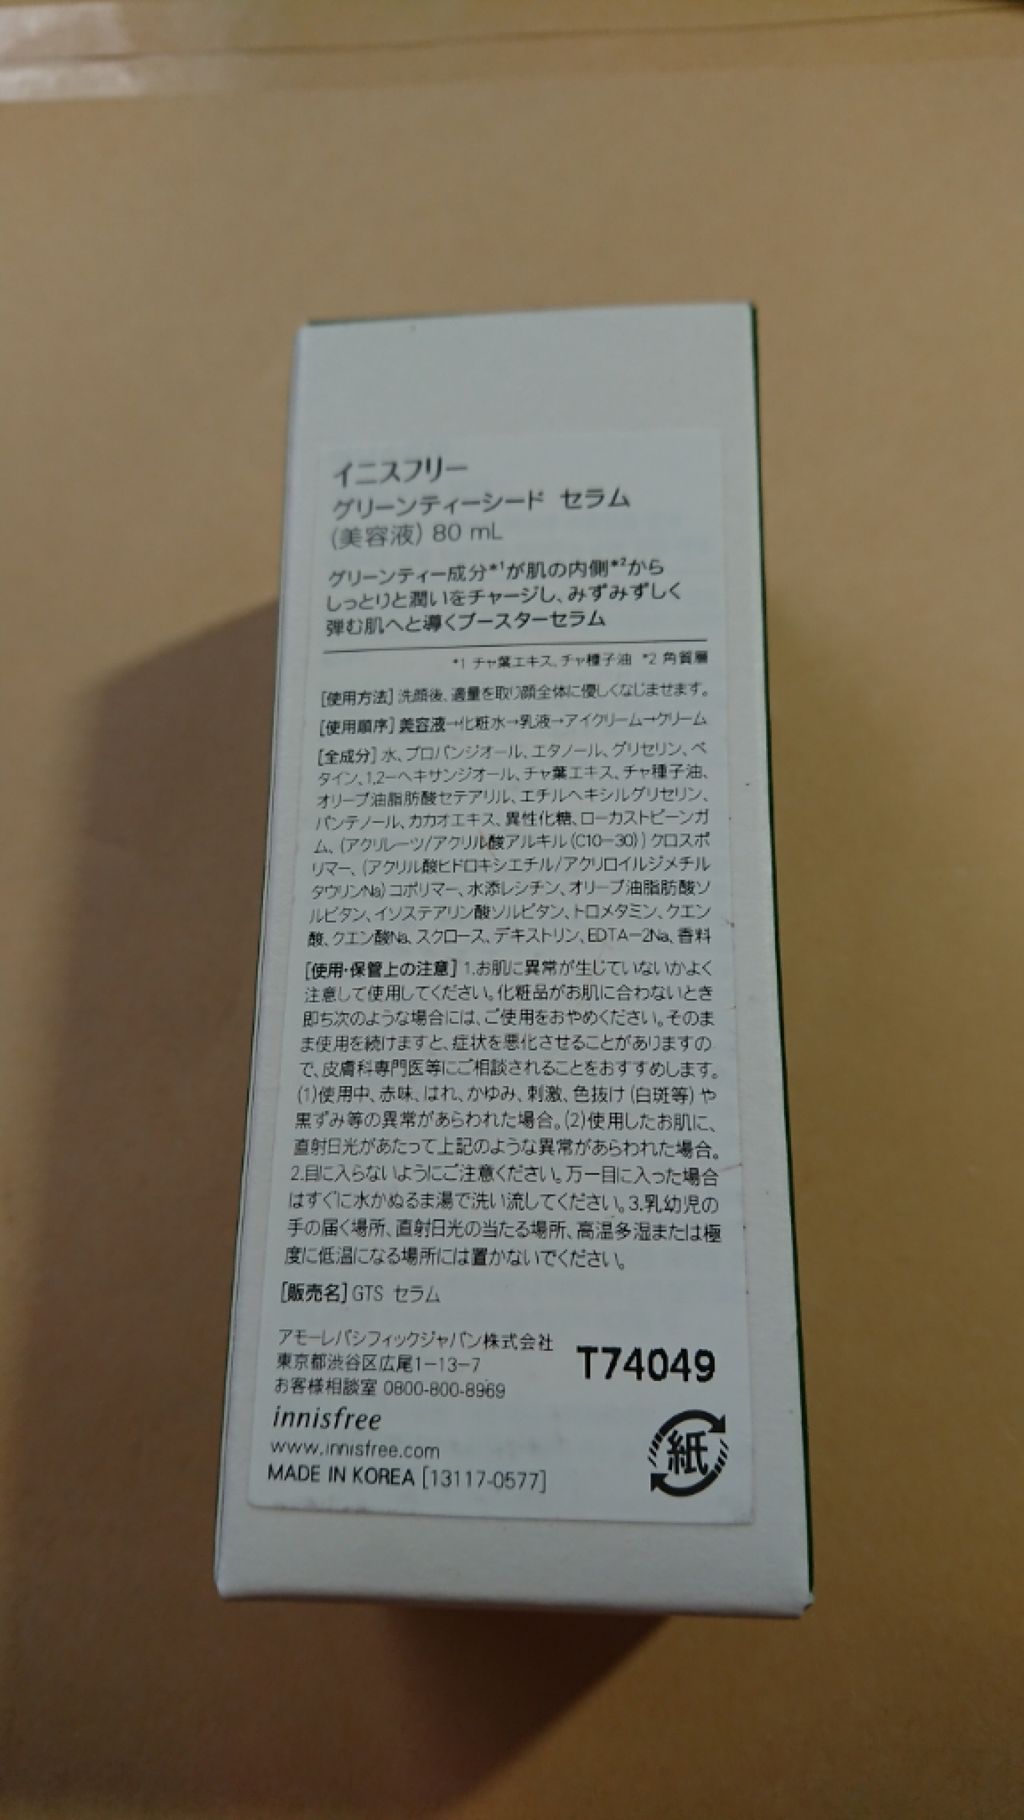 イニスフリー
グリーンティーシード セラム
(美容液) 80 mL
グリーンティー成分*1が肌の内側*2から
しっとりと潤いをチャージし、みずみずしく
弾む肌へと導くブースターセラム
*1 チャ葉エキス、チャ種子油 *2 角質層
[使用方法] 洗顔後、適量を取り顔全体に優しくなじませます。
[使用順序] 美容液→化粧水→乳液→アイクリーム→クリーム
[全成分] 水、プロパンジオール、エタノール、グリセリン、ベ
タイン、1,2-ヘキサンジオール、チャ葉エキス、チャ種子油、
オリーブ油脂肪酸セテアリル、エチルヘキシルグリセリン、
パンテノール、カカオエキス、異性化糖、ローカストビーンガ
ム、(アクリレーツ/アクリル酸アルキル(C10-30))クロスポ
リマー、(アクリル酸ヒドロキシエチル/アクリロイルジメチル
タウリンNa)コポリマー、水添レシチン、オリーブ油脂肪酸ソ
ルビタン、イソステアリン酸ソルビタン、トロメタミン、クエン
酸、クエン酸Na、スクロース、デキストリン、EDTA-2Na、香料
[使用・保管上の注意] 1.お肌に異常が生じていないかよく
注意して使用してください。化粧品がお肌に合わないとき
即ち次のような場合には、ご使用をおやめください。そのま
ま使用を続けますと、症状を悪化させることがありますの
で、皮膚科専門医等にご相談されることをおすすめします。
(1)使用中、赤味、はれ、かゆみ、刺激、色抜け(白斑等)や
黒ずみ等の異常があらわれた場合。(2)使用したお肌に、
直射日光があたって上記のような異常があらわれた場合。
2.目に入らないようにご注意ください。万一目に入った場合
はすぐに水かぬるま湯で洗い流してください。3.乳幼児の
手の届く場所、直射日光の当たる場所、高温多湿または極
度に低温になる場所には置かないでください。
[販売名] GTS セラム
アモーレパシフィックジャパン株式会社
東京都渋谷区広尾1-13-7
お客様相談室 0800-800-8969
T74049
innisfree
www.innisfree.com
MADE IN KOREA [13117-0577]
紙